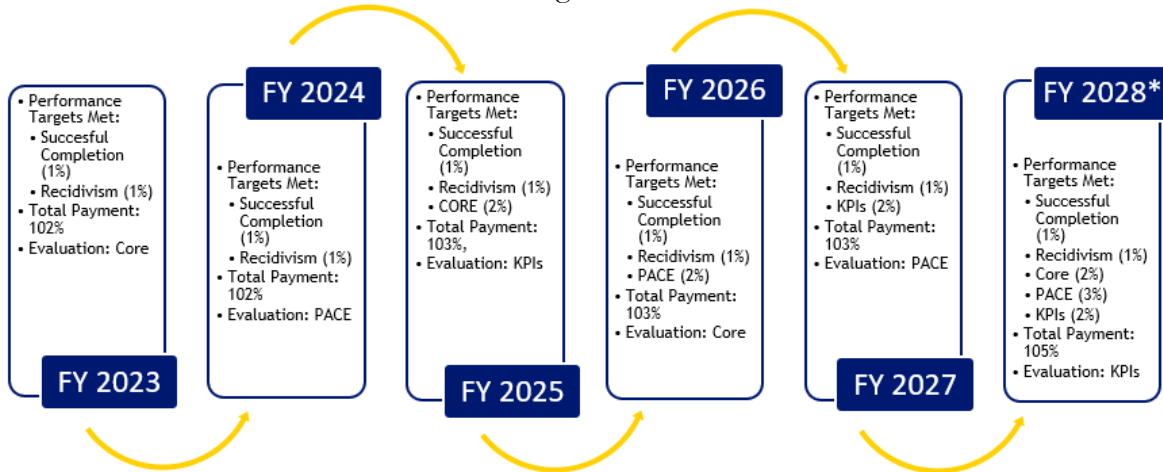 g
• Performance
Targets Met:
• Succesful
Completion
(1%)
• Recidivism (1%)
• Total Payment:
102%
• Evaluation: Core
FY 2023
FY 2024
• Performance
Targets Met:
• Successful
Completion
(1%)
• Recidivism (1%)
• Total Payment:
102%
• Evaluation: PACE
• Performance
Targets Met:
• Successful
Completion
(1%)
• Recidivism (1%)
• CORE (2%)
• Total Payment:
103%,
• Evaluation: KPIs
FY 2025
FY 2026
• Performance
Targets Met:
• Successful
Completion
(1%)
• Recidivism (1%)
• PACE (2%)
• Total Payment:
103%
• Evaluation: Core
• Performance
Targets Met:
• Successful
Completion
(1%)
• Recidivism (1%)
• KPIs (2%)
• Total Payment:
103%
• Evaluation: PACE
FY 2027
FY 2028*
• Performance
Targets Met:
• Successful
Completion
(1%)
• Recidivism (1%)
• Core (2%)
• PACE (3%)
• KPIs (2%)
• Total Payment:
105%
• Evaluation: KPIs